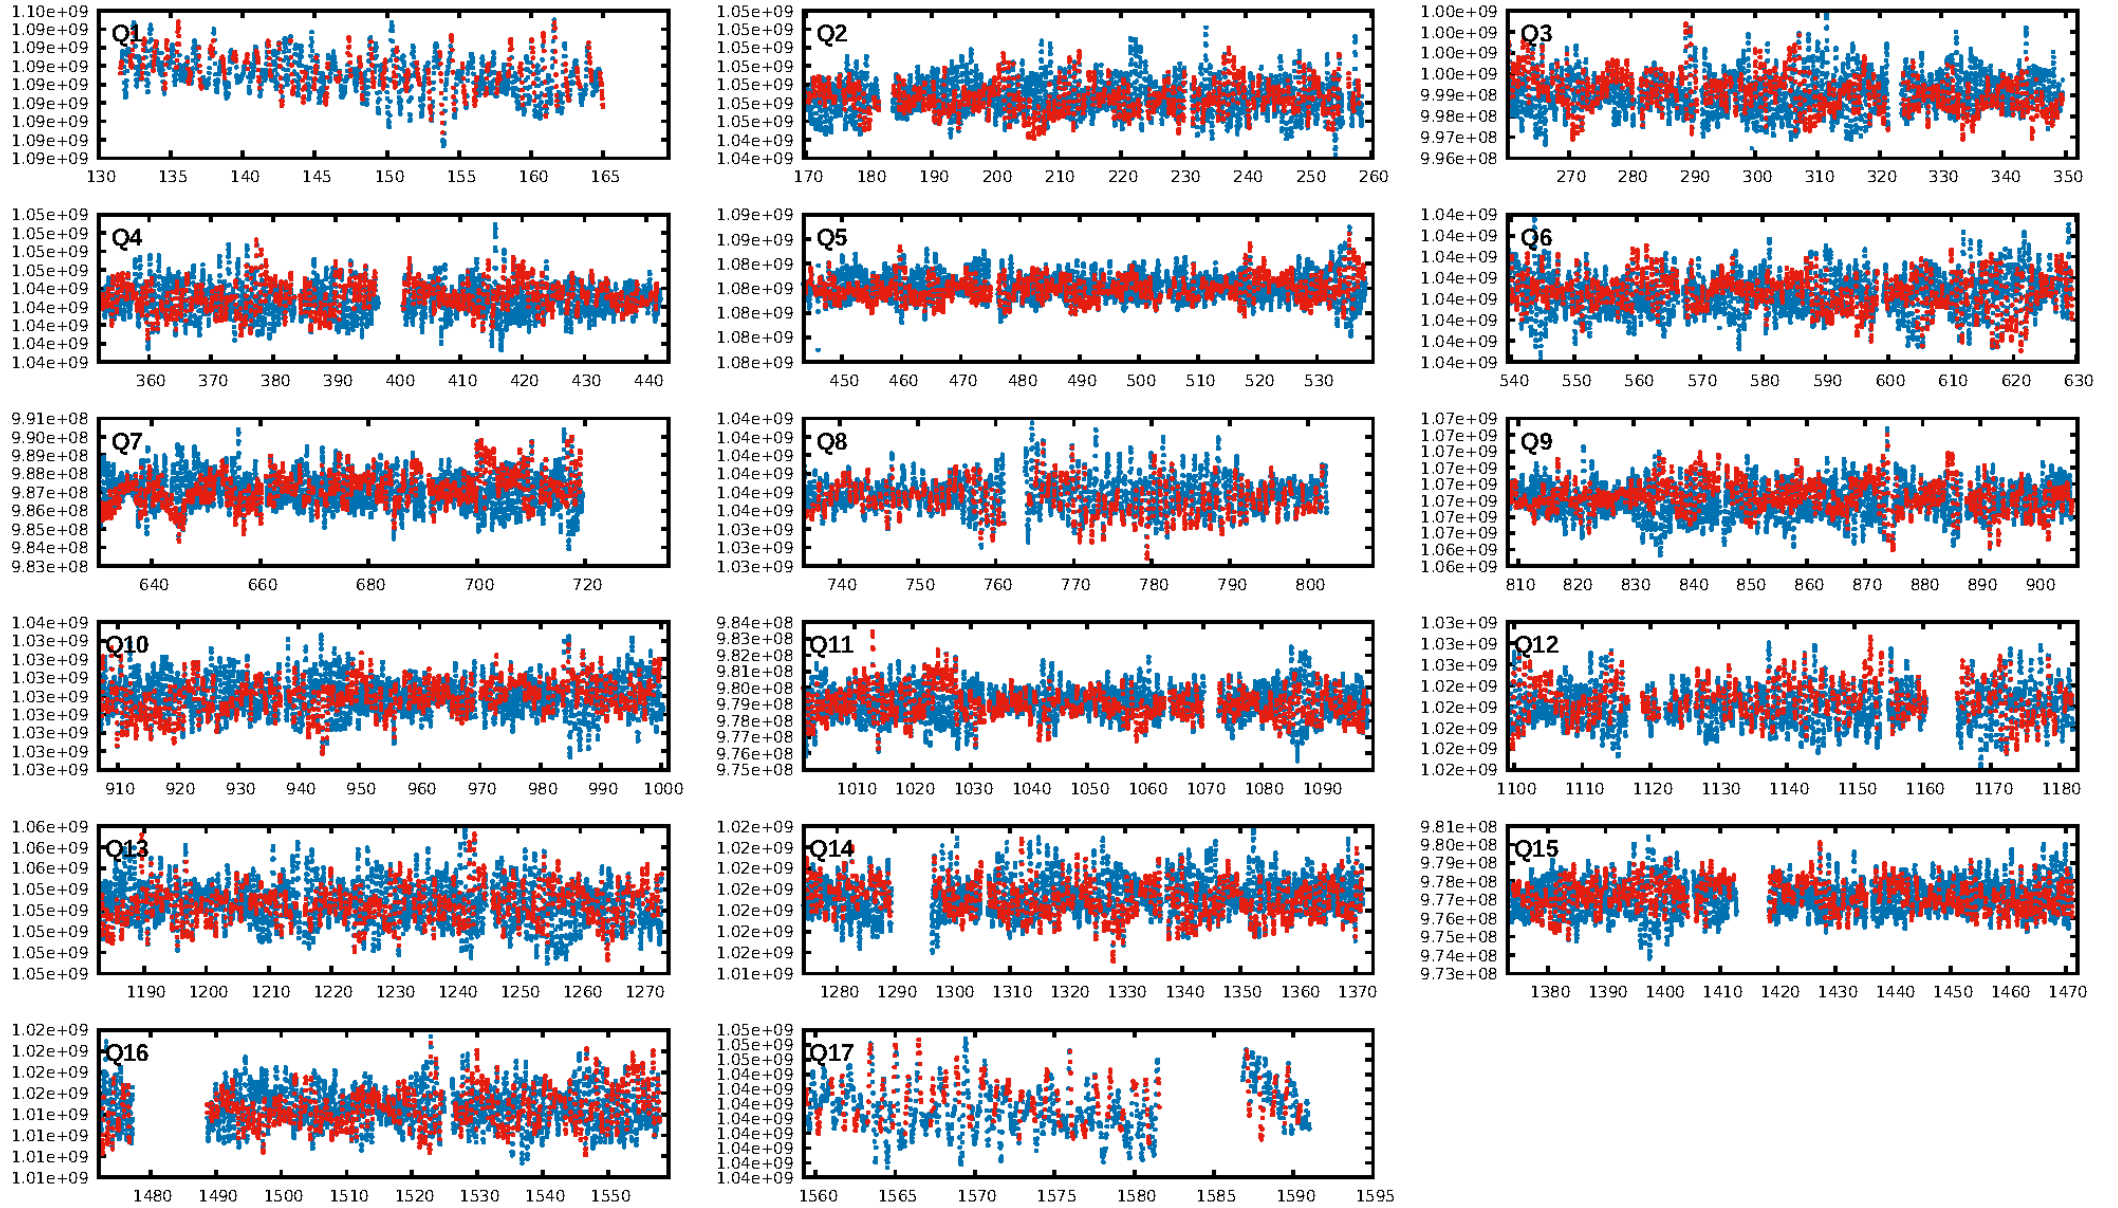 1.10e+09 1.09e+09 1.09e+09 1.09e+09 1.09e+09 1.09e+09 1.09e+09 1.09e+09 1.09e+09
Q1
130 135 140 145 150 155 160 165
1.05e+09 1.05e+09 1.05e+09 1.05e+09 1.05e+09 1.05e+09 1.05e+09 1.04e+09 1.04e+09
Q2
170 180 190 200 210 220 230 240 250 260
1.00e+09 1.00e+09 1.00e+09 1.00e+09 9.99e+08 9.98e+08 9.97e+08 9.96e+08
Q3
270 280 290 300 310 320 330 340 350
1.05e+09 1.05e+09 1.05e+09 1.05e+09 1.04e+09 1.04e+09 1.04e+09 1.04e+09 1.04e+09
Q4
360 370 380 390 400 410 420 430 440
1.09e+09 1.09e+09 1.08e+09 1.08e+09 1.08e+09 1.08e+09 1.08e+09
Q5
450 460 470 480 490 500 510 520 530
1.04e+09 1.04e+09 1.04e+09 1.04e+09 1.04e+09 1.04e+09 1.04e+09 1.04e+09
Q6
540 550 560 570 580 590 600 610 620 630
9.91e+08 9.90e+08 9.89e+08 9.88e+08 9.87e+08 9.86e+08 9.85e+08 9.84e+08 9.83e+08
Q7
640 660 680 700 720
1.04e+09 1.04e+09 1.04e+09 1.04e+09 1.04e+09 1.04e+09 1.03e+09 1.03e+09 1.03e+09
Q8
740 750 760 770 780 790 800
1.07e+09 1.07e+09 1.07e+09 1.07e+09 1.07e+09 1.07e+09 1.07e+09 1.07e+09 1.06e+09 1.06e+09
Q9
810 820 830 840 850 860 870 880 890 900
1.04e+09 1.03e+09 1.03e+09 1.03e+09 1.03e+09 1.03e+09 1.03e+09 1.03e+09 1.03e+09
Q10
910 920 930 940 950 960 970 980 990 1000
9.84e+08 9.83e+08 9.82e+08 9.81e+08 9.80e+08 9.79e+08 9.78e+08 9.77e+08 9.76e+08 9.75e+08
Q11
1010 1020 1030 1040 1050 1060 1070 1080 1090
1.03e+09 1.03e+09 1.03e+09 1.02e+09 1.02e+09 1.02e+09 1.02e+09 1.02e+09
Q12
1100 1110 1120 1130 1140 1150 1160 1170 1180
1.06e+09 1.06e+09 1.06e+09 1.05e+09 1.05e+09 1.05e+09 1.05e+09 1.05e+09
Q13
1190 1200 1210 1220 1230 1240 1250 1260 1270
1.02e+09 1.02e+09 1.02e+09 1.02e+09 1.02e+09 1.02e+09 1.02e+09 1.01e+09
Q14
1280 1290 1300 1310 1320 1330 1340 1350 1360 1370
9.81e+08 9.80e+08 9.79e+08 9.78e+08 9.77e+08 9.76e+08 9.75e+08 9.74e+08 9.73e+08
Q15
1380 1390 1400 1410 1420 1430 1440 1450 1460 1470
1.02e+09 1.02e+09 1.02e+09 1.02e+09 1.01e+09 1.01e+09 1.01e+09 1.01e+09
Q16
1480 1490 1500 1510 1520 1530 1540 1550
1.05e+09 1.05e+09 1.05e+09 1.04e+09 1.04e+09 1.04e+09 1.04e+09 1.04e+09 1.04e+09 1.04e+09 1.04e+09
Q17
1560 1565 1570 1575 1580 1585 1590 1595